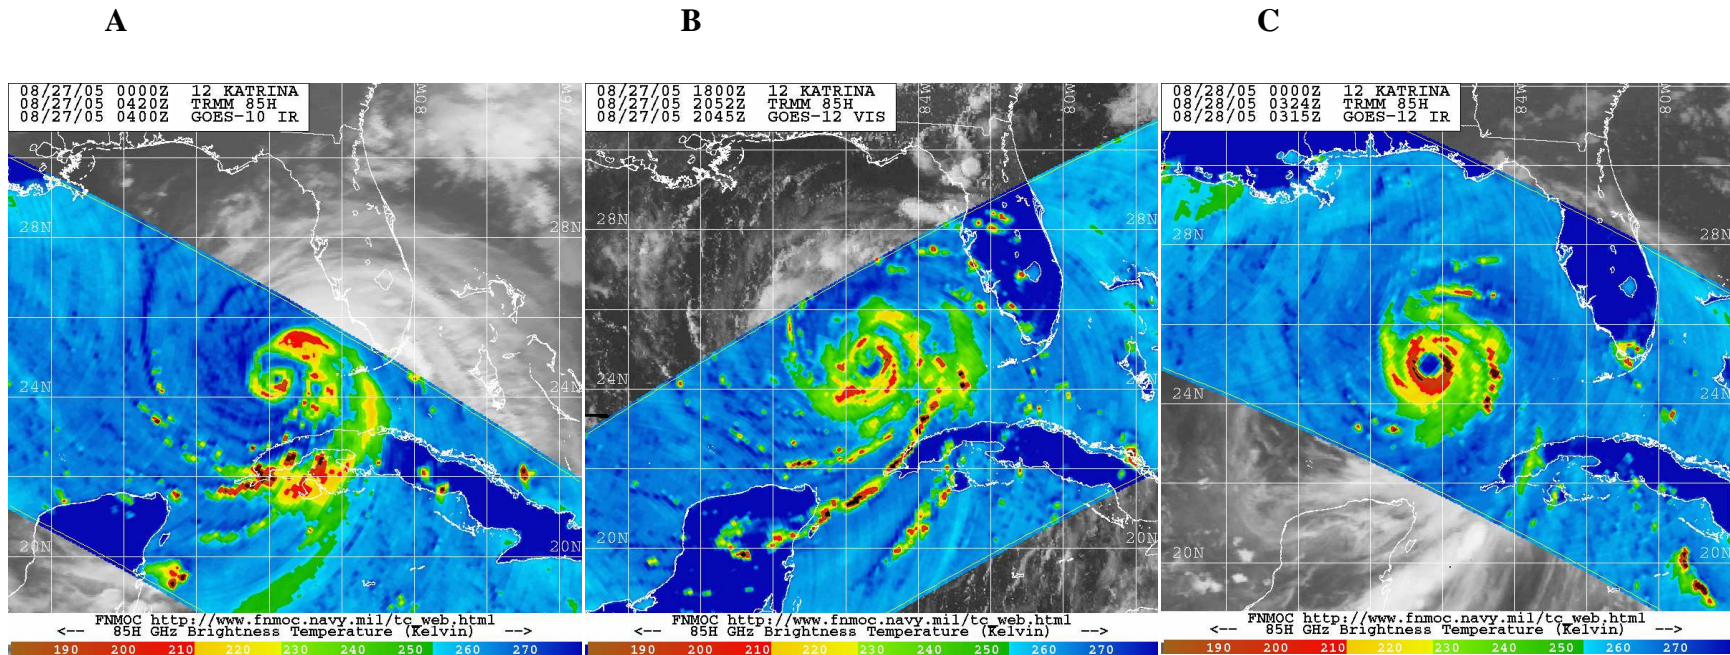 A
B
C
08/27/05 0000Z 12 KATRINA
08/27/05 0420Z TRMM 85H
08/27/05 0400Z GOES-10 IR
80W
76W
28N
28N
24N
24N
20N
20N
FNMOC http://www.fnmoc.navy.mil/tc_web.html
<-- 85H GHz Brightness Temperature (Kelvin) -->
190 200 210 220 230 240 250 260 270
08/27/05 1800Z 12 KATRINA
08/27/05 2052Z TRMM 85H
08/27/05 2045Z GOES-12 VIS
84W
80W
28N
28N
24N
24N
20N
20N
FNMOC http://www.fnmoc.navy.mil/tc_web.html
<-- 85H GHz Brightness Temperature (Kelvin) -->
190 200 210 220 230 240 250 260 270
08/28/05 0000Z 12 KATRINA
08/28/05 0324Z TRMM 85H
08/28/05 0315Z GOES-12 IR
84W
80W
28N
28N
24N
24N
20N
20N
FNMOC http://www.fnmoc.navy.mil/tc_web.html
<-- 85H GHz Brightness Temperature (Kelvin) -->
190 200 210 220 230 240 250 260 270